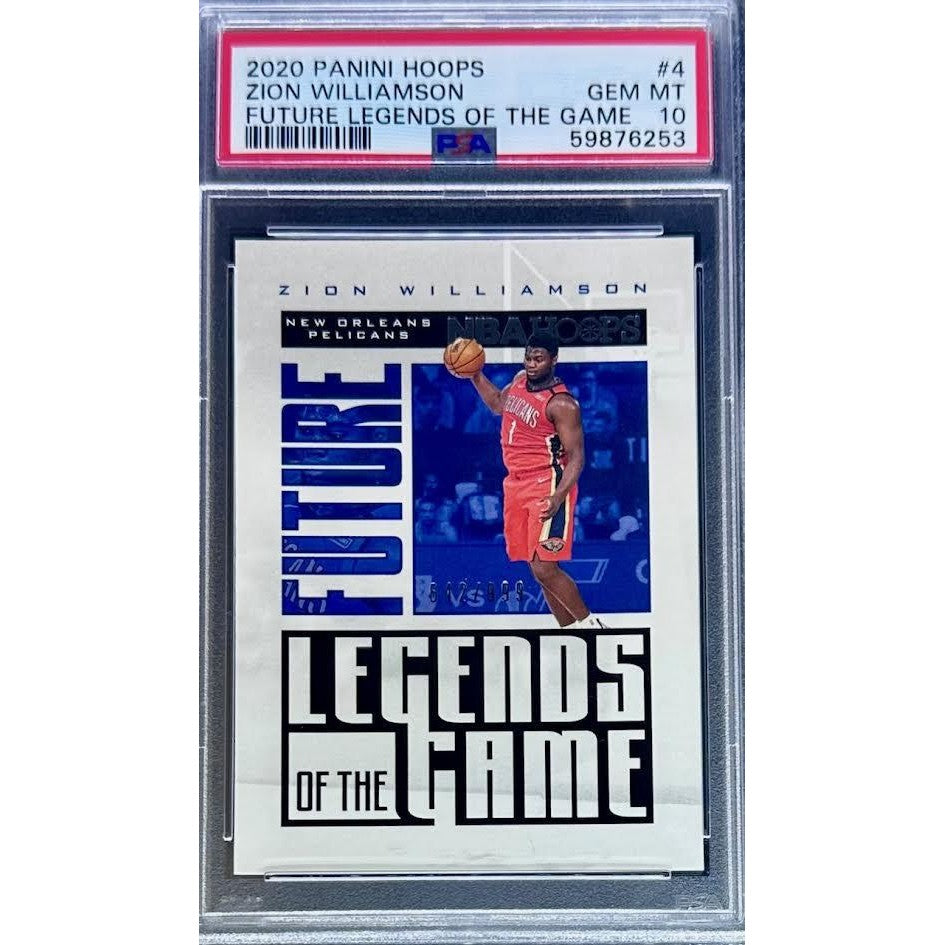 2020 PANINI HOOPS #4
ZION WILLIAMSON GEM MT
FUTURE LEGENDS OF THE GAME 10
PSA 59876253
ZION WILLIAMSON
NEW ORLEANS
PELICANS
NBA HOOPS
FUTURE
PELICANS
1
VS
LEGENDS
OF THE GAME